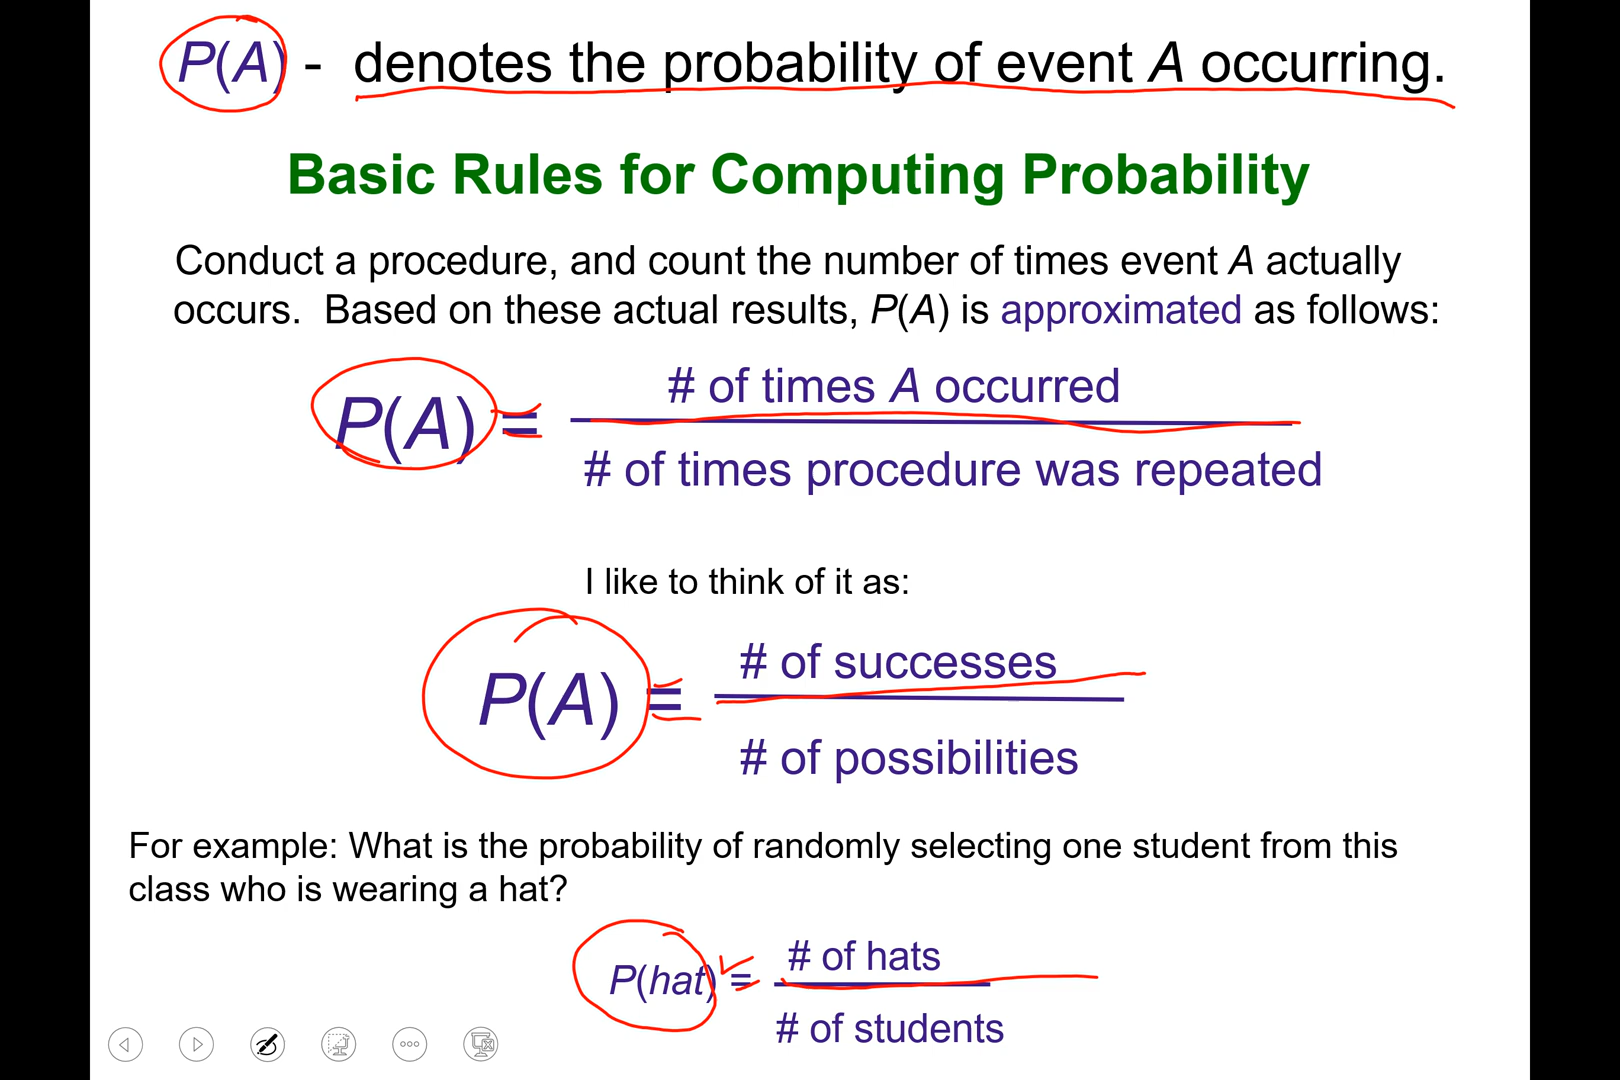 P(A) - denotes the probability of event A occurring.
Basic Rules for Computing Probability
Conduct a procedure, and count the number of times event A actually
occurs. Based on these actual results, P(A) is approximated as follows:
# of times A occurred
P(A) =
# of times procedure was repeated
I like to think of it as:
# of successes
P(A) =
# of possibilities
For example: What is the probability of randomly selecting one student from this
class who is wearing a hat?
# of hats
P(hat) =
# of students